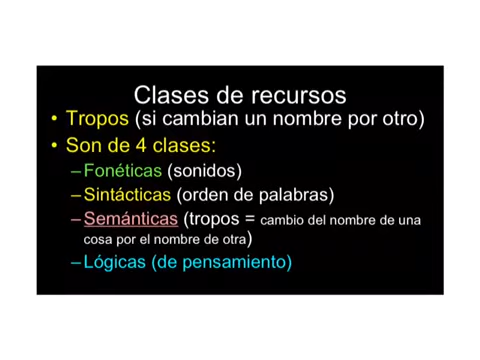 Clases de recursos
• Tropos (si cambian un nombre por otro)
• Son de 4 clases:
–Fonéticas (sonidos)
–Sintácticas (orden de palabras)
–Semánticas (tropos = cambio del nombre de una
cosa por el nombre de otra)
–Lógicas (de pensamiento)